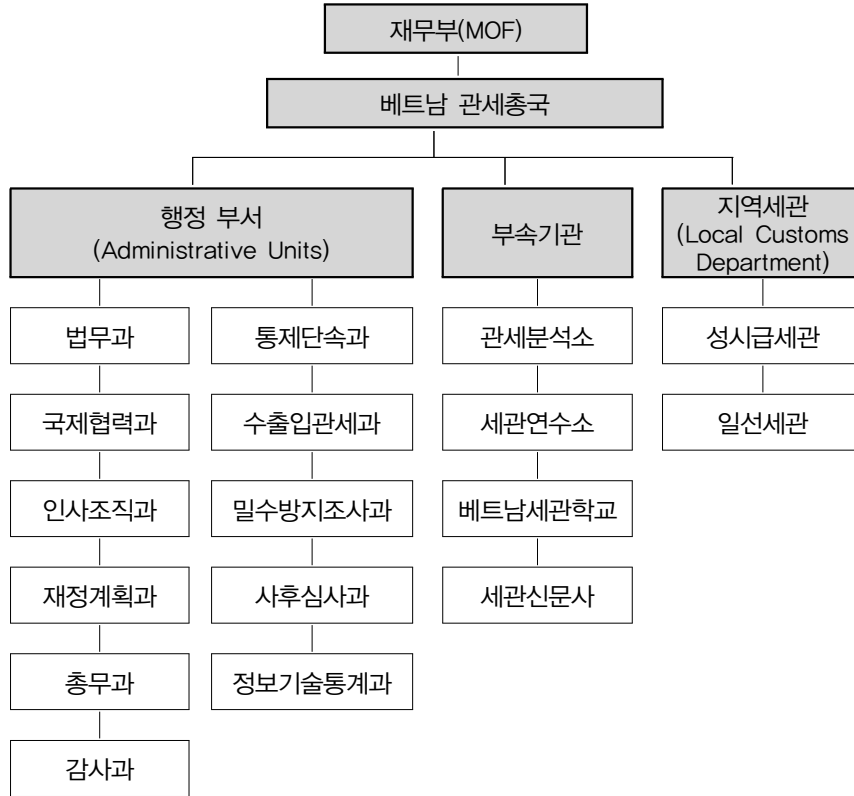 재무부(MOF)
베트남 관세총국
행정 부서
(Administrative Units)
부속기관
지역세관
(Local Customs
Department)
법무과
통제단속과
관세분석소
성시급세관
국제협력과
수출입관세과
세관연수소
일선세관
인사조직과
밀수방지조사과
베트남세관학교
재정계획과
사후심사과
세관신문사
총무과
정보기술통계과
감사과